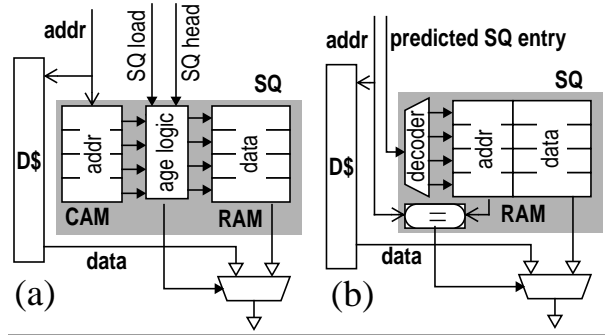 addr
SQ load
SQ head
SQ
D$
addr
age logic
data
CAM
RAM
data
(a)
addr
predicted SQ entry
SQ
D$
decoder
addr
data
=
RAM
data
(b)